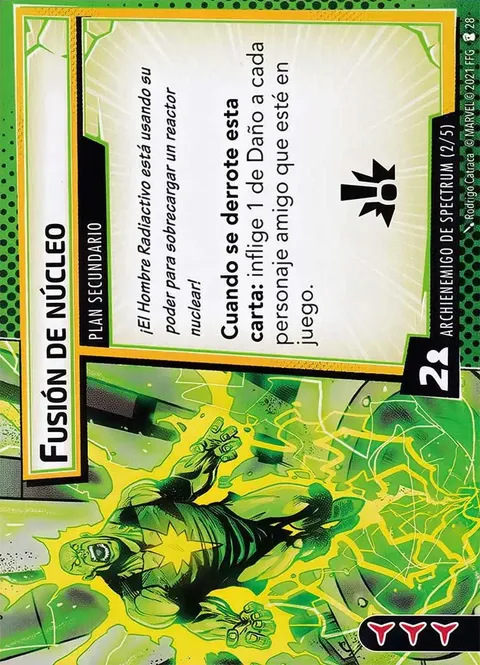 FUSIÓN DE NÚCLEO
PLAN SECUNDARIO
¡El Hombre Radiactivo está usando su
poder para sobrecargar un reactor
nuclear!
Cuando se derrote esta
carta: inflige 1 de Daño a cada
personaje amigo que esté en
juego.
2
ARCHIENEMIGO DE SPECTRUM (2/5)
Rodrigo Catraca © MARVEL © 2021 FFG 28